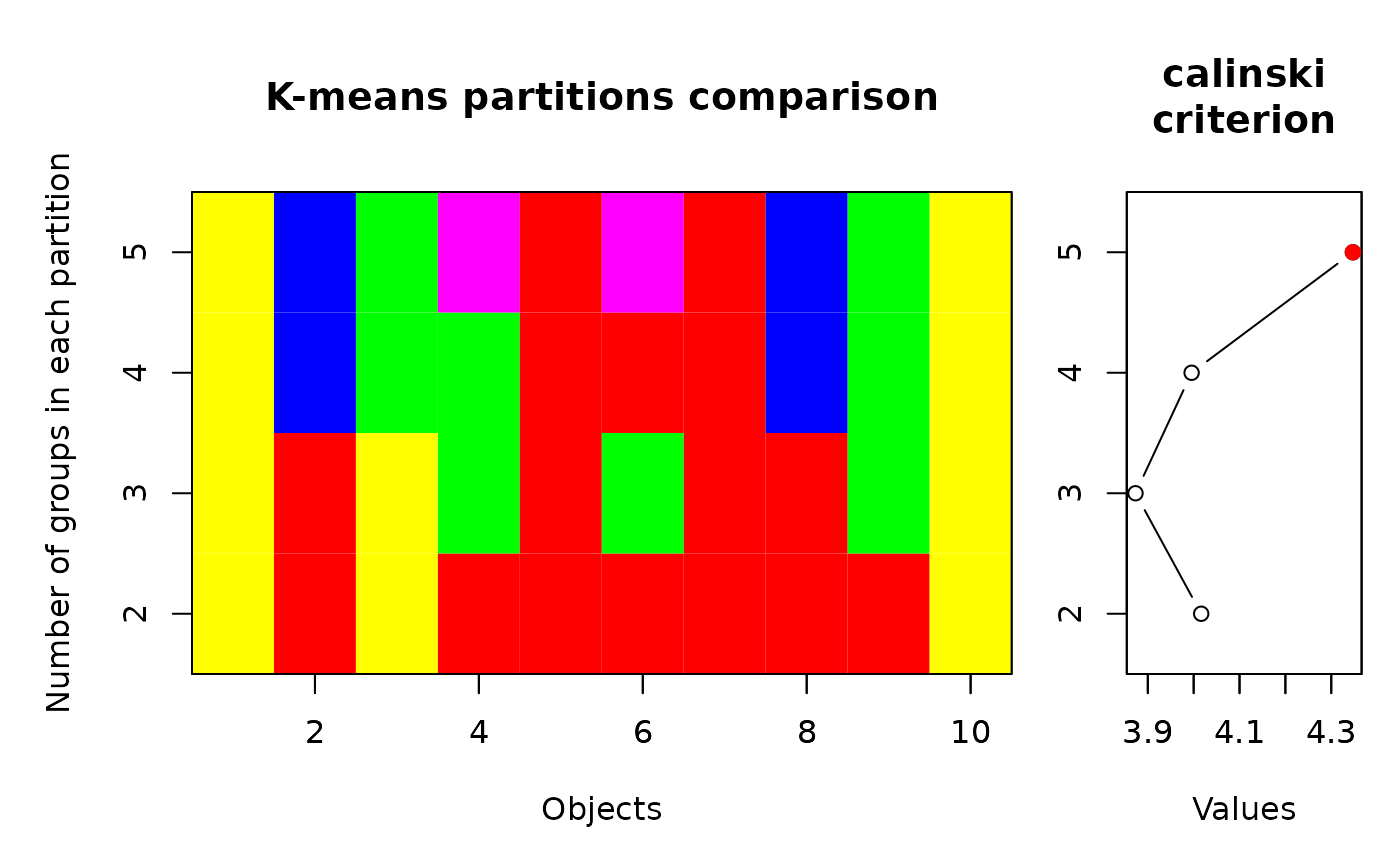 K-means partitions comparison
calinski
criterion
Number of groups in each partition
5
4
3
2
2 4 6 8 10
Objects
5
4
3
2
3.9 4.1 4.3
Values